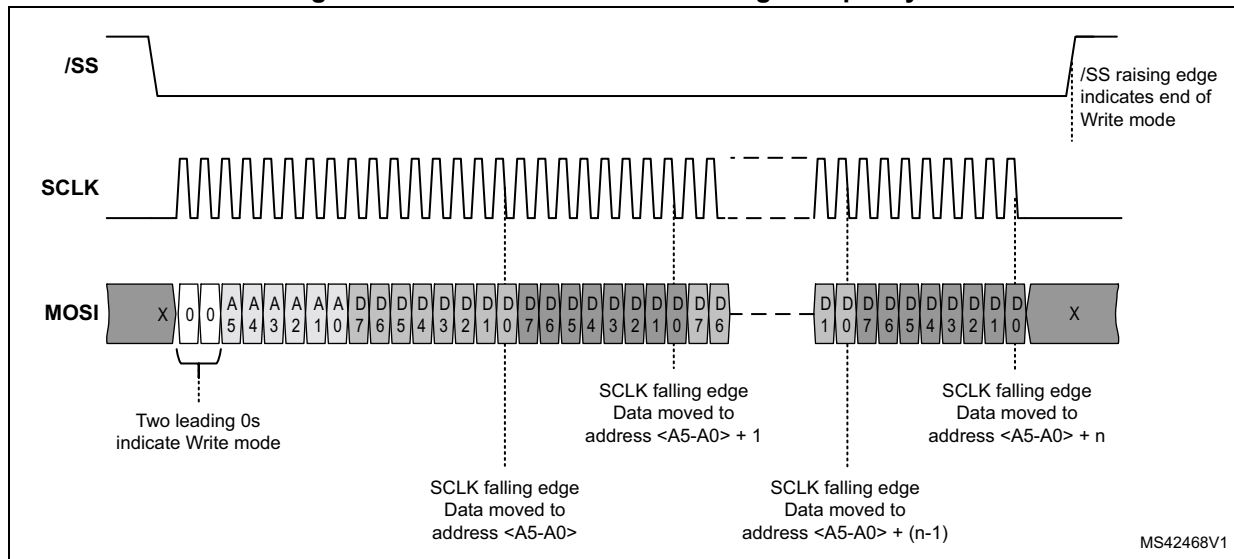 /SS
/SS raising edge
indicates end of
Write mode
SCLK
MOSI
X 0 0 A5 A4 A3 A2 A1 A0 D7 D6 D5 D4 D3 D2 D1 D0 D7 D6 D5 D4 D3 D2 D1 D0 D7 D6 D1 D0 D7 D6 D5 D4 D3 D2 D1 D0 X
Two leading 0s
indicate Write mode
SCLK falling edge
Data moved to
address <A5-A0>
SCLK falling edge
Data moved to
address <A5-A0> + 1
SCLK falling edge
Data moved to
address <A5-A0> + (n-1)
SCLK falling edge
Data moved to
address <A5-A0> + n
MS42468V1